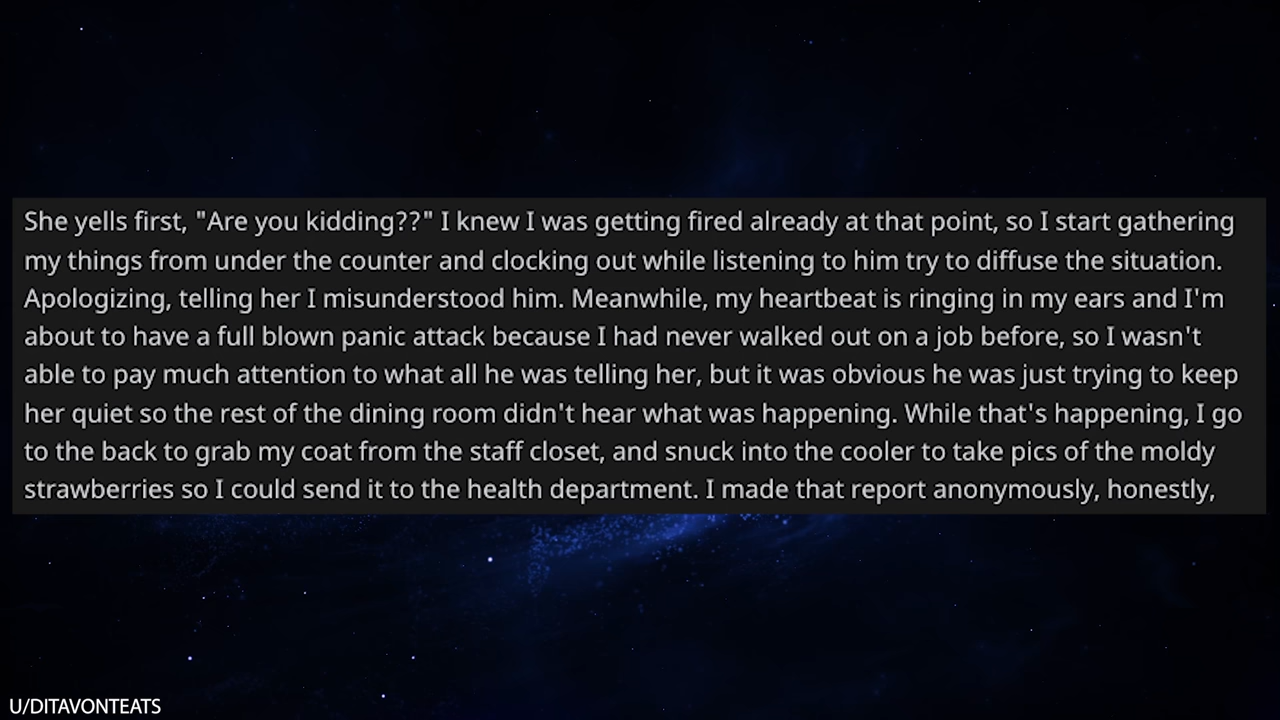 She yells first, "Are you kidding??" I knew I was getting fired already at that point, so I start gathering
my things from under the counter and clocking out while listening to him try to diffuse the situation.
Apologizing, telling her I misunderstood him. Meanwhile, my heartbeat is ringing in my ears and I'm
about to have a full blown panic attack because I had never walked out on a job before, so I wasn't
able to pay much attention to what all he was telling her, but it was obvious he was just trying to keep
her quiet so the rest of the dining room didn't hear what was happening. While that's happening, I go
to the back to grab my coat from the staff closet, and snuck into the cooler to take pics of the moldy
strawberries so I could send it to the health department. I made that report anonymously, honestly,
U/DITAVONTEATS